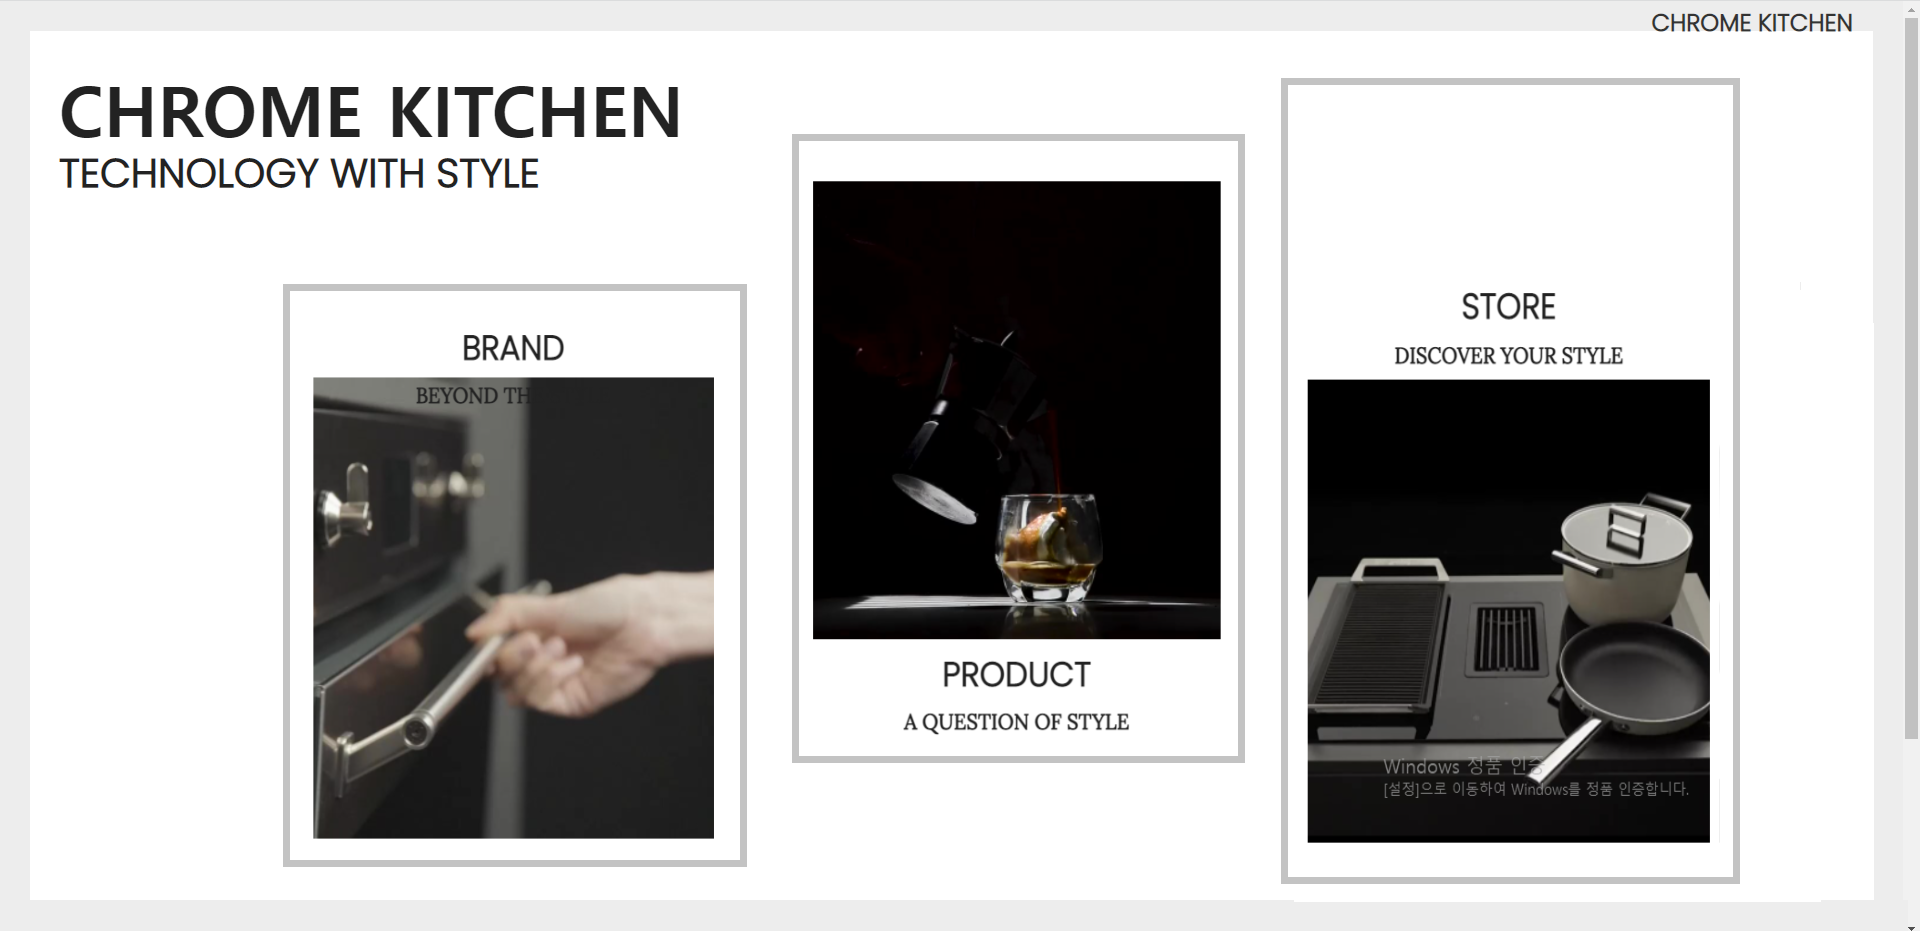 CHROME KITCHEN
CHROME KITCHEN
TECHNOLOGY WITH STYLE
BRAND
BEYOND TH
PRODUCT
A QUESTION OF STYLE
STORE
DISCOVER YOUR STYLE
Windows 정품 인증
[설정]으로 이동하여 Windows를 정품 인증합니다.